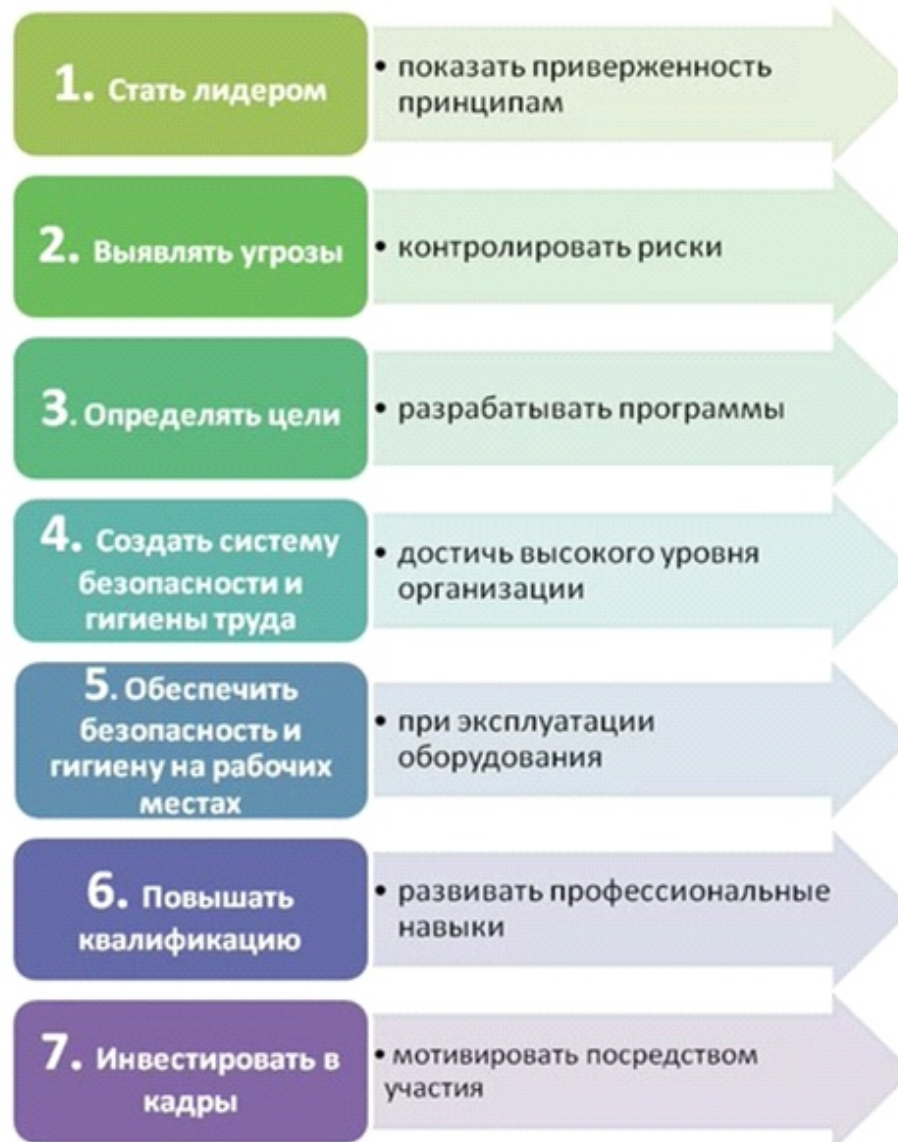 1. Стать лидером
• показать приверженность
принципам
2. Выявлять угрозы
• контролировать риски
3. Определять цели
• разрабатывать программы
4. Создать систему
безопасности и
гигиены труда
• достичь высокого уровня
организации
5. Обеспечить
безопасность и
гигиену на рабочих
местах
• при эксплуатации
оборудования
6. Повышать
квалификацию
• развивать профессиональные
навыки
7. Инвестировать в
кадры
• мотивировать посредством
участия